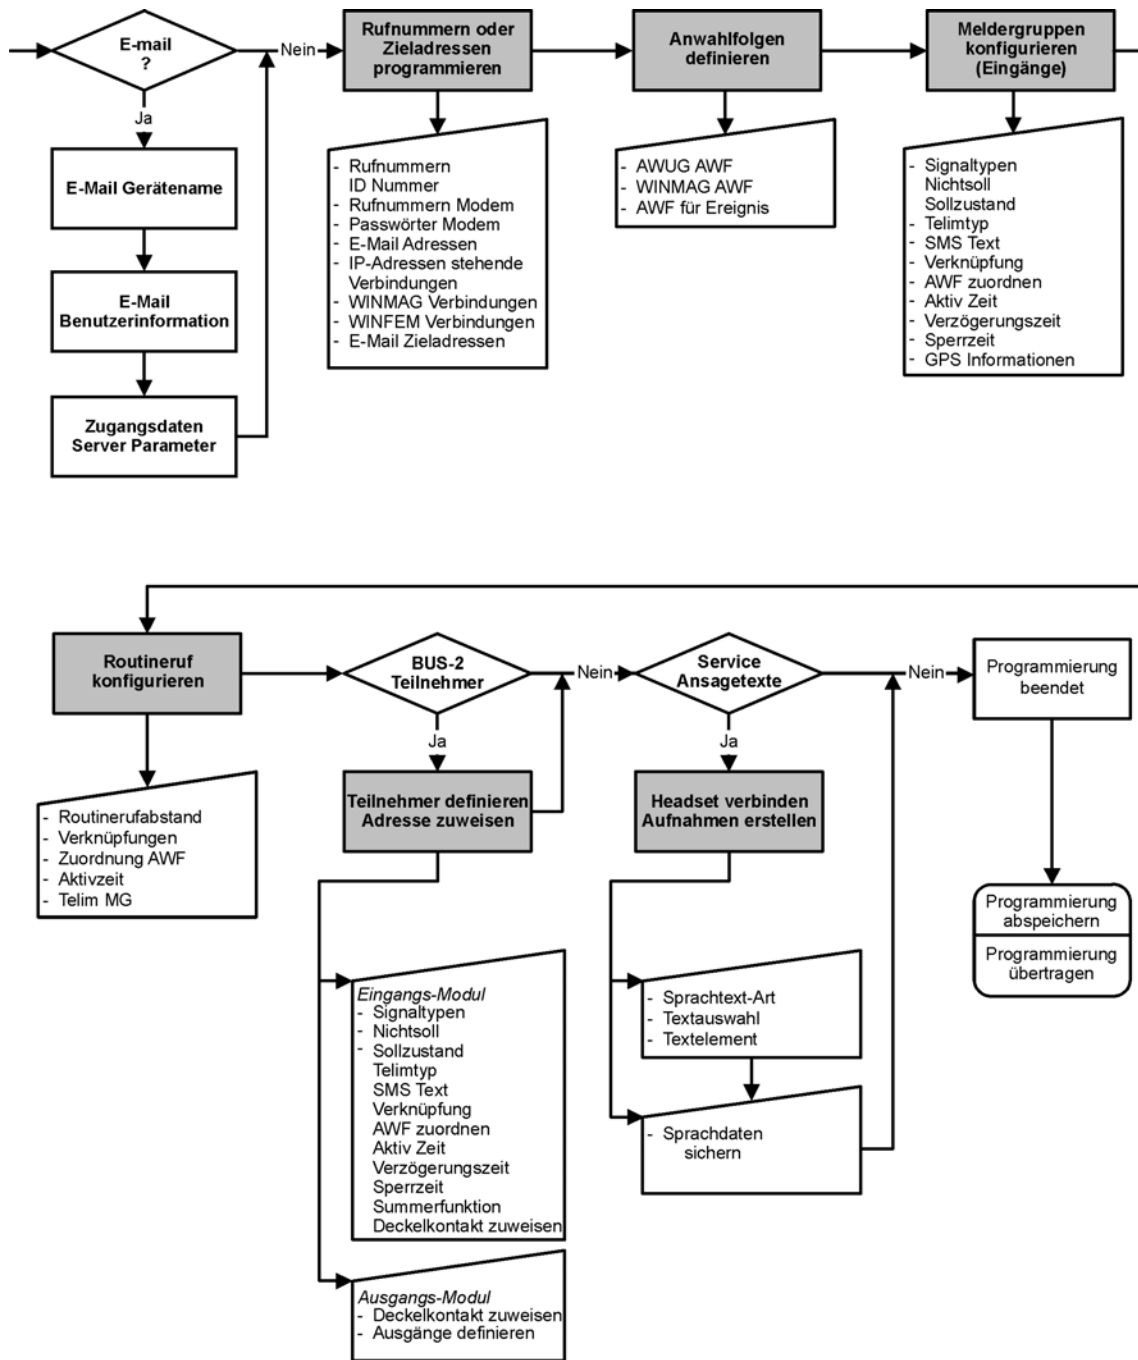 E-mail
?
Nein
Ja
E-Mail Gerätename
E-Mail
Benutzerinformation
Zugangsdaten
Server Parameter
Rufnummern oder
Zieladressen
programmieren
- Rufnummern
ID Nummer
- Rufnummern Modem
- Passwörter Modem
- E-Mail Adressen
- IP-Adressen stehende
Verbindungen
- WINMAG Verbindungen
- WINFEM Verbindungen
- E-Mail Zieladressen
Anwahlfolgen
definieren
- AWUG AWF
- WINMAG AWF
- AWF für Ereignis
Meldergruppen
konfigurieren
(Eingänge)
- Signaltypen
Nichtsoll
Sollzustand
- Telimtyp
- SMS Text
- Verknüpfung
- AWF zuordnen
- Aktiv Zeit
- Verzögerungszeit
- Sperrzeit
- GPS Informationen
Routineruf
konfigurieren
- Routinerufabstand
- Verknüpfungen
- Zuordnung AWF
- Aktivzeit
- Telim MG
BUS-2
Teilnehmer
Nein
Ja
Teilnehmer definieren
Adresse zuweisen
Eingangs-Modul
- Signaltypen
- Nichtsoll
- Sollzustand
Telimtyp
SMS Text
Verknüpfung
AWF zuordnen
Aktiv Zeit
Verzögerungszeit
Sperrzeit
Summerfunktion
Deckelkontakt zuweisen
Ausgangs-Modul
- Deckelkontakt zuweisen
- Ausgänge definieren
Service
Ansagetexte
Nein
Ja
Headset verbinden
Aufnahmen erstellen
- Sprachtext-Art
- Textauswahl
- Textelement
- Sprachdaten
sichern
Programmierung
beendet
Programmierung
abspeichern
Programmierung
übertragen